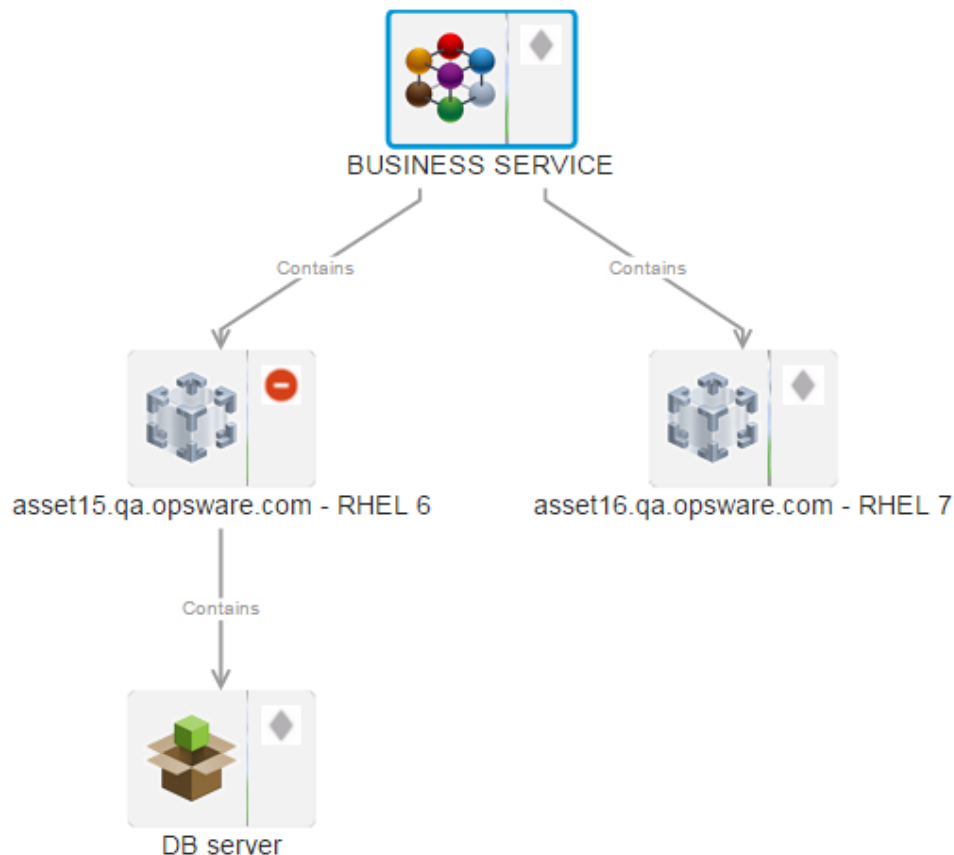 BUSINESS SERVICE
Contains
Contains
asset15.qa.opsware.com - RHEL 6
asset16.qa.opsware.com - RHEL 7
Contains
DB server